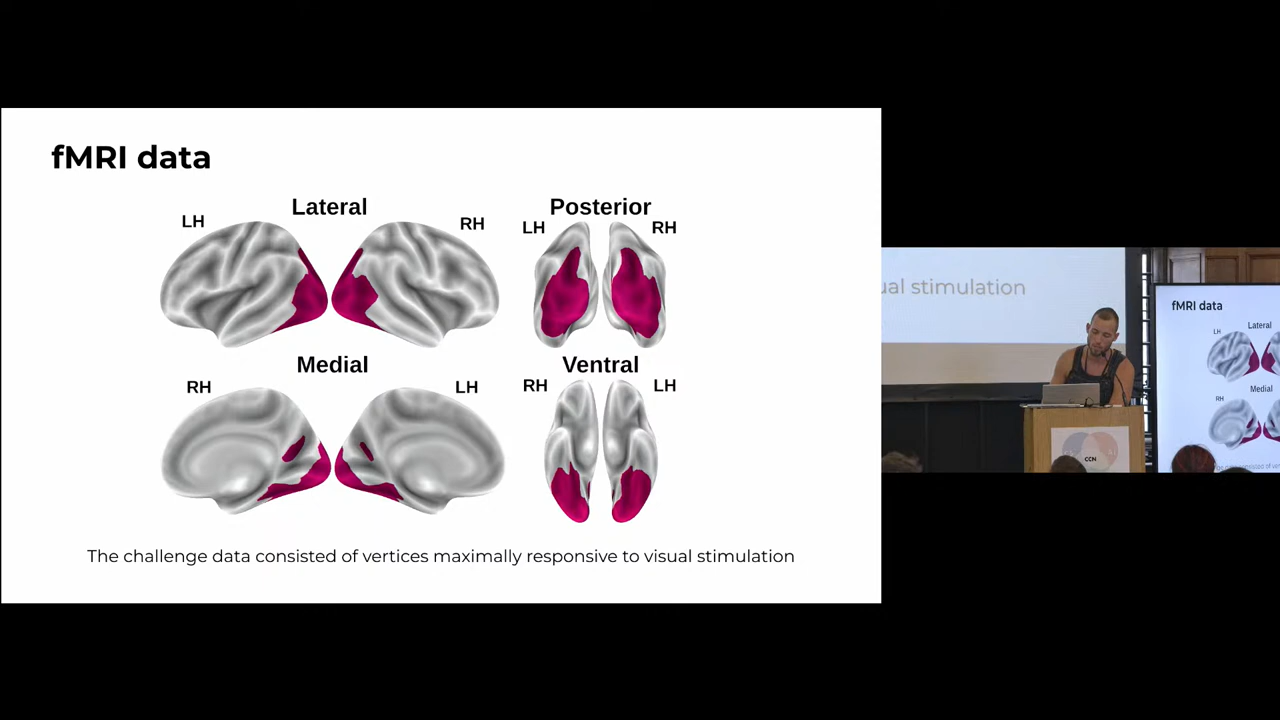 fMRI data
Lateral
LH
RH
Posterior
LH
RH
Medial
RH
LH
Ventral
RH
LH
The challenge data consisted of vertices maximally responsive to visual stimulation
ual stimulation
CCN
fMRI data
Lateral
LH
Medial
RH